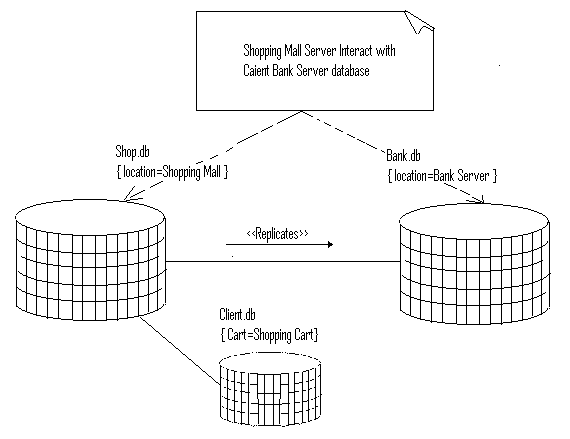 Shopping Mall Server Interact with
Caient Bank Server database
Shop.db
{ location=Shopping Mall }
Bank.db
{ location=Bank Server }
<<Replicates>>
Client.db
{ Cart=Shopping Cart}